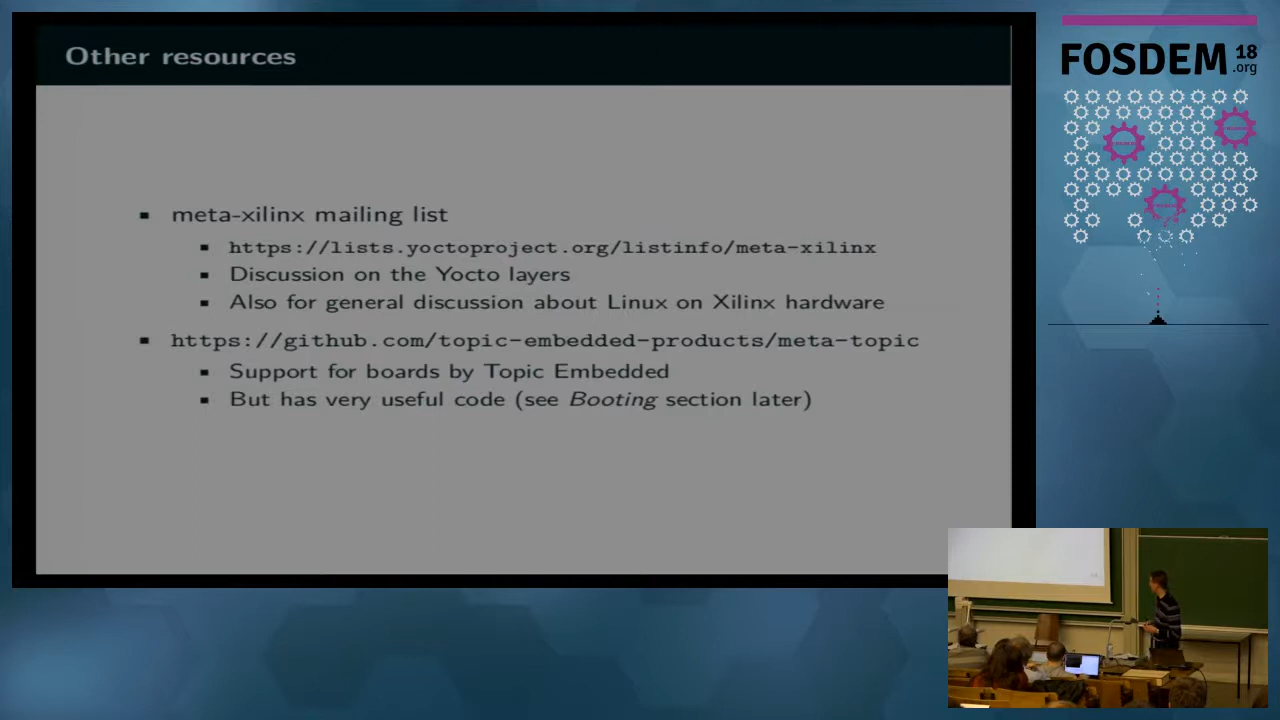 Other resources
meta-xilinx mailing list
https://lists.yoctoproject.org/listinfo/meta-xilinx
Discussion on the Yocto layers
Also for general discussion about Linux on Xilinx hardware
https://github.com/topic-embedded-products/meta-topic
Support for boards by Topic Embedded
But has very useful code (see Booting section later)
FOSDEM 18
.org